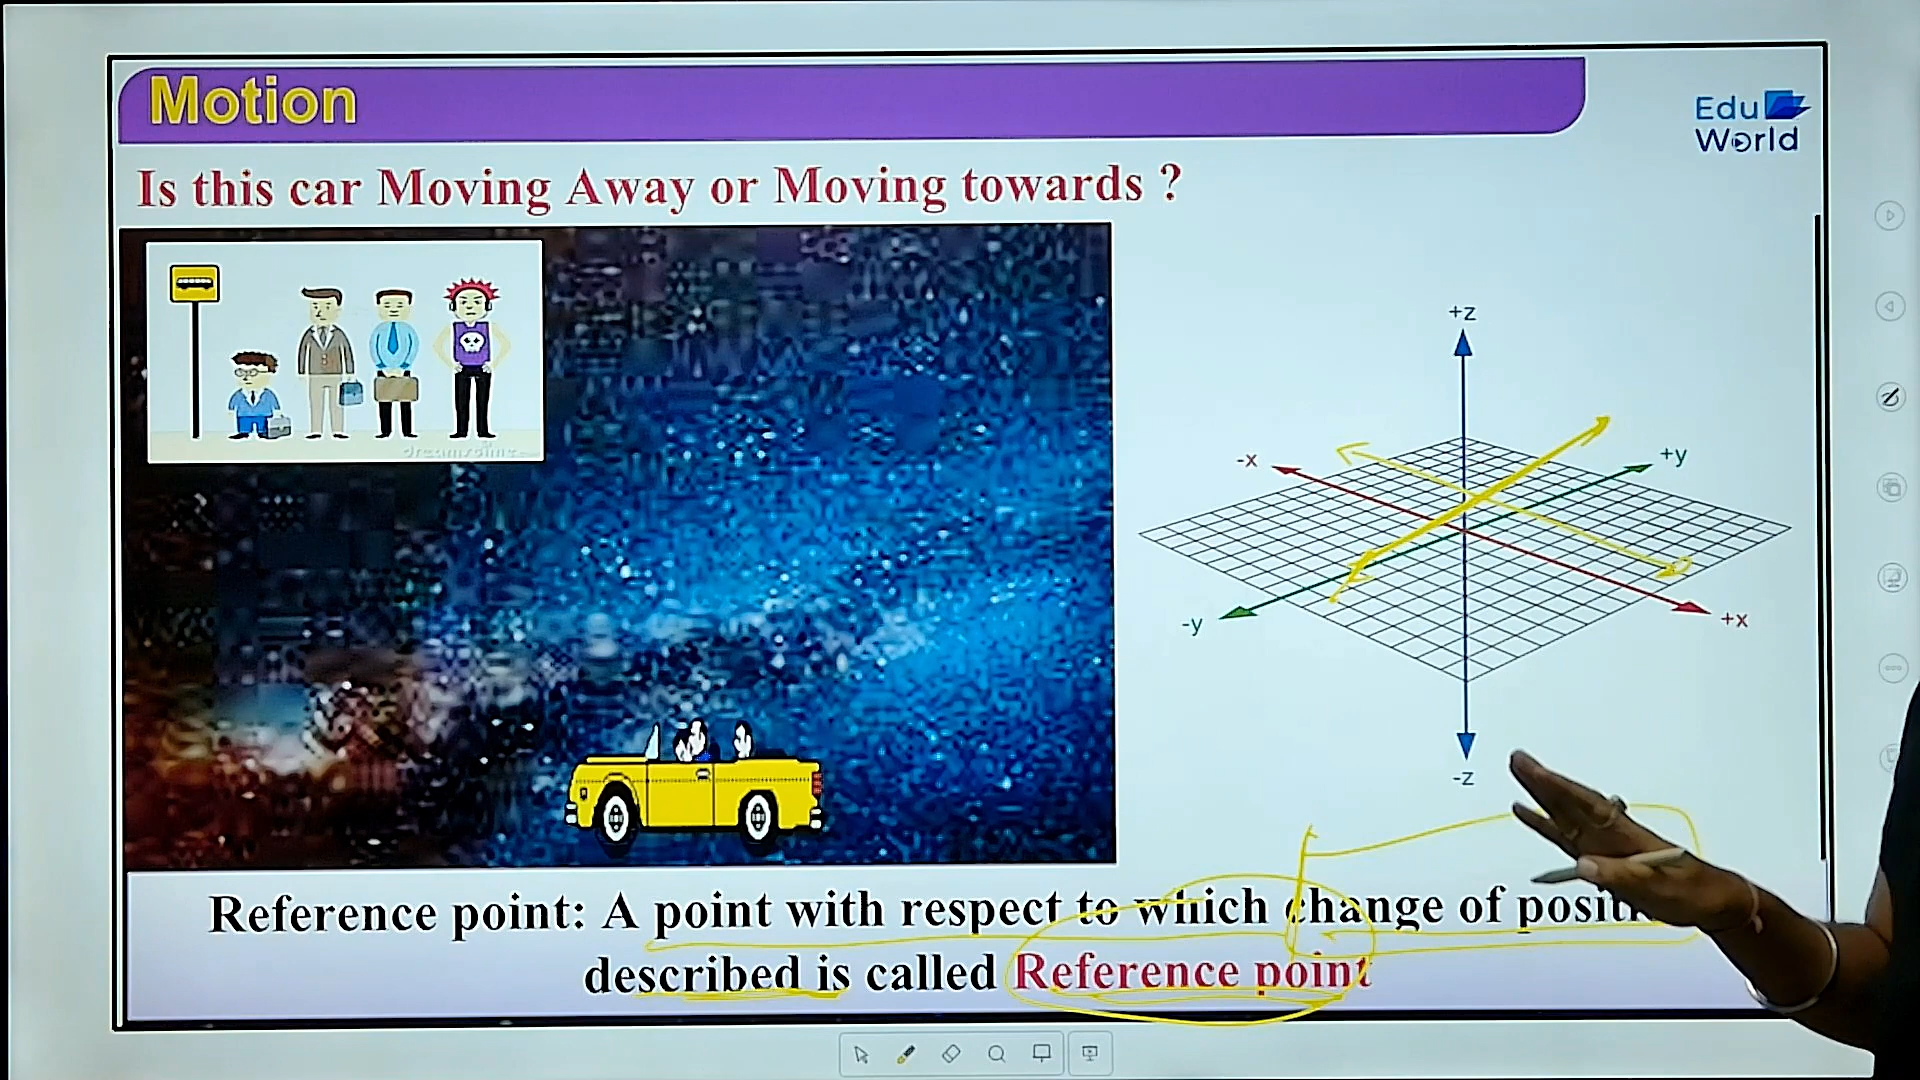 Motion
Edu
World
Is this car Moving Away or Moving towards ?
dreamstime
+z
-x
+y
-y
+x
-z
Reference point: A point with respect to which change of
described is called Reference point